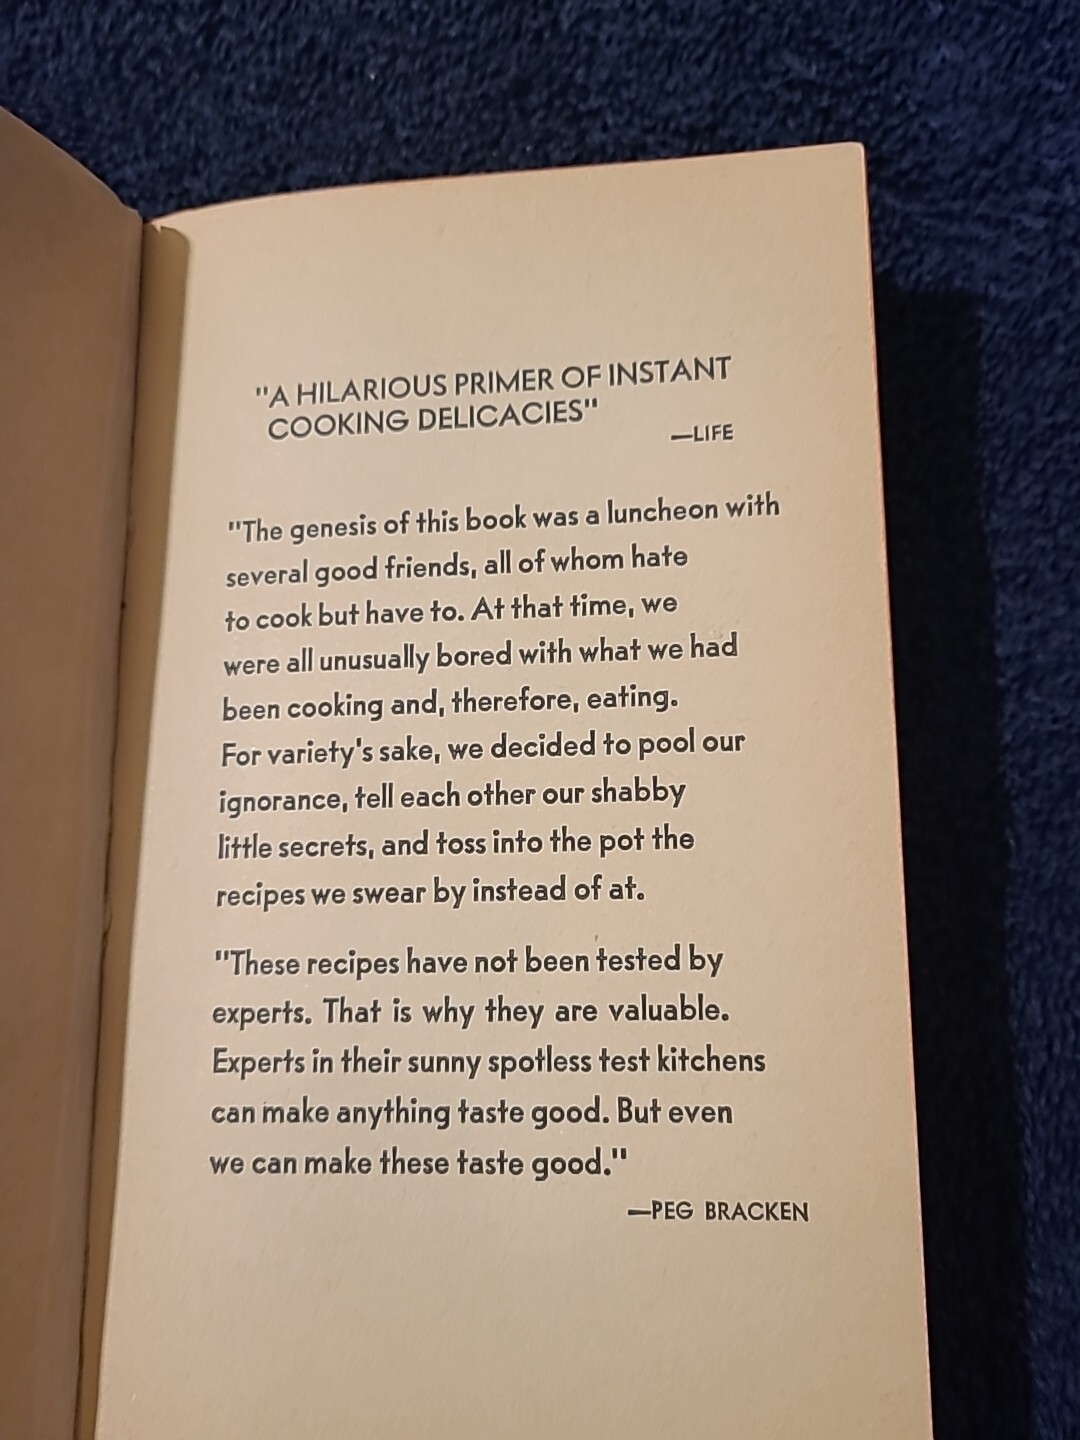 "A HILARIOUS PRIMER OF INSTANT
COOKING DELICACIES"
—LIFE
"The genesis of this book was a luncheon with
several good friends, all of whom hate
to cook but have to. At that time, we
were all unusually bored with what we had
been cooking and, therefore, eating.
For variety's sake, we decided to pool our
ignorance, tell each other our shabby
little secrets, and toss into the pot the
recipes we swear by instead of at.
"These recipes have not been tested by
experts. That is why they are valuable.
Experts in their sunny spotless test kitchens
can make anything taste good. But even
we can make these taste good."
—PEG BRACKEN